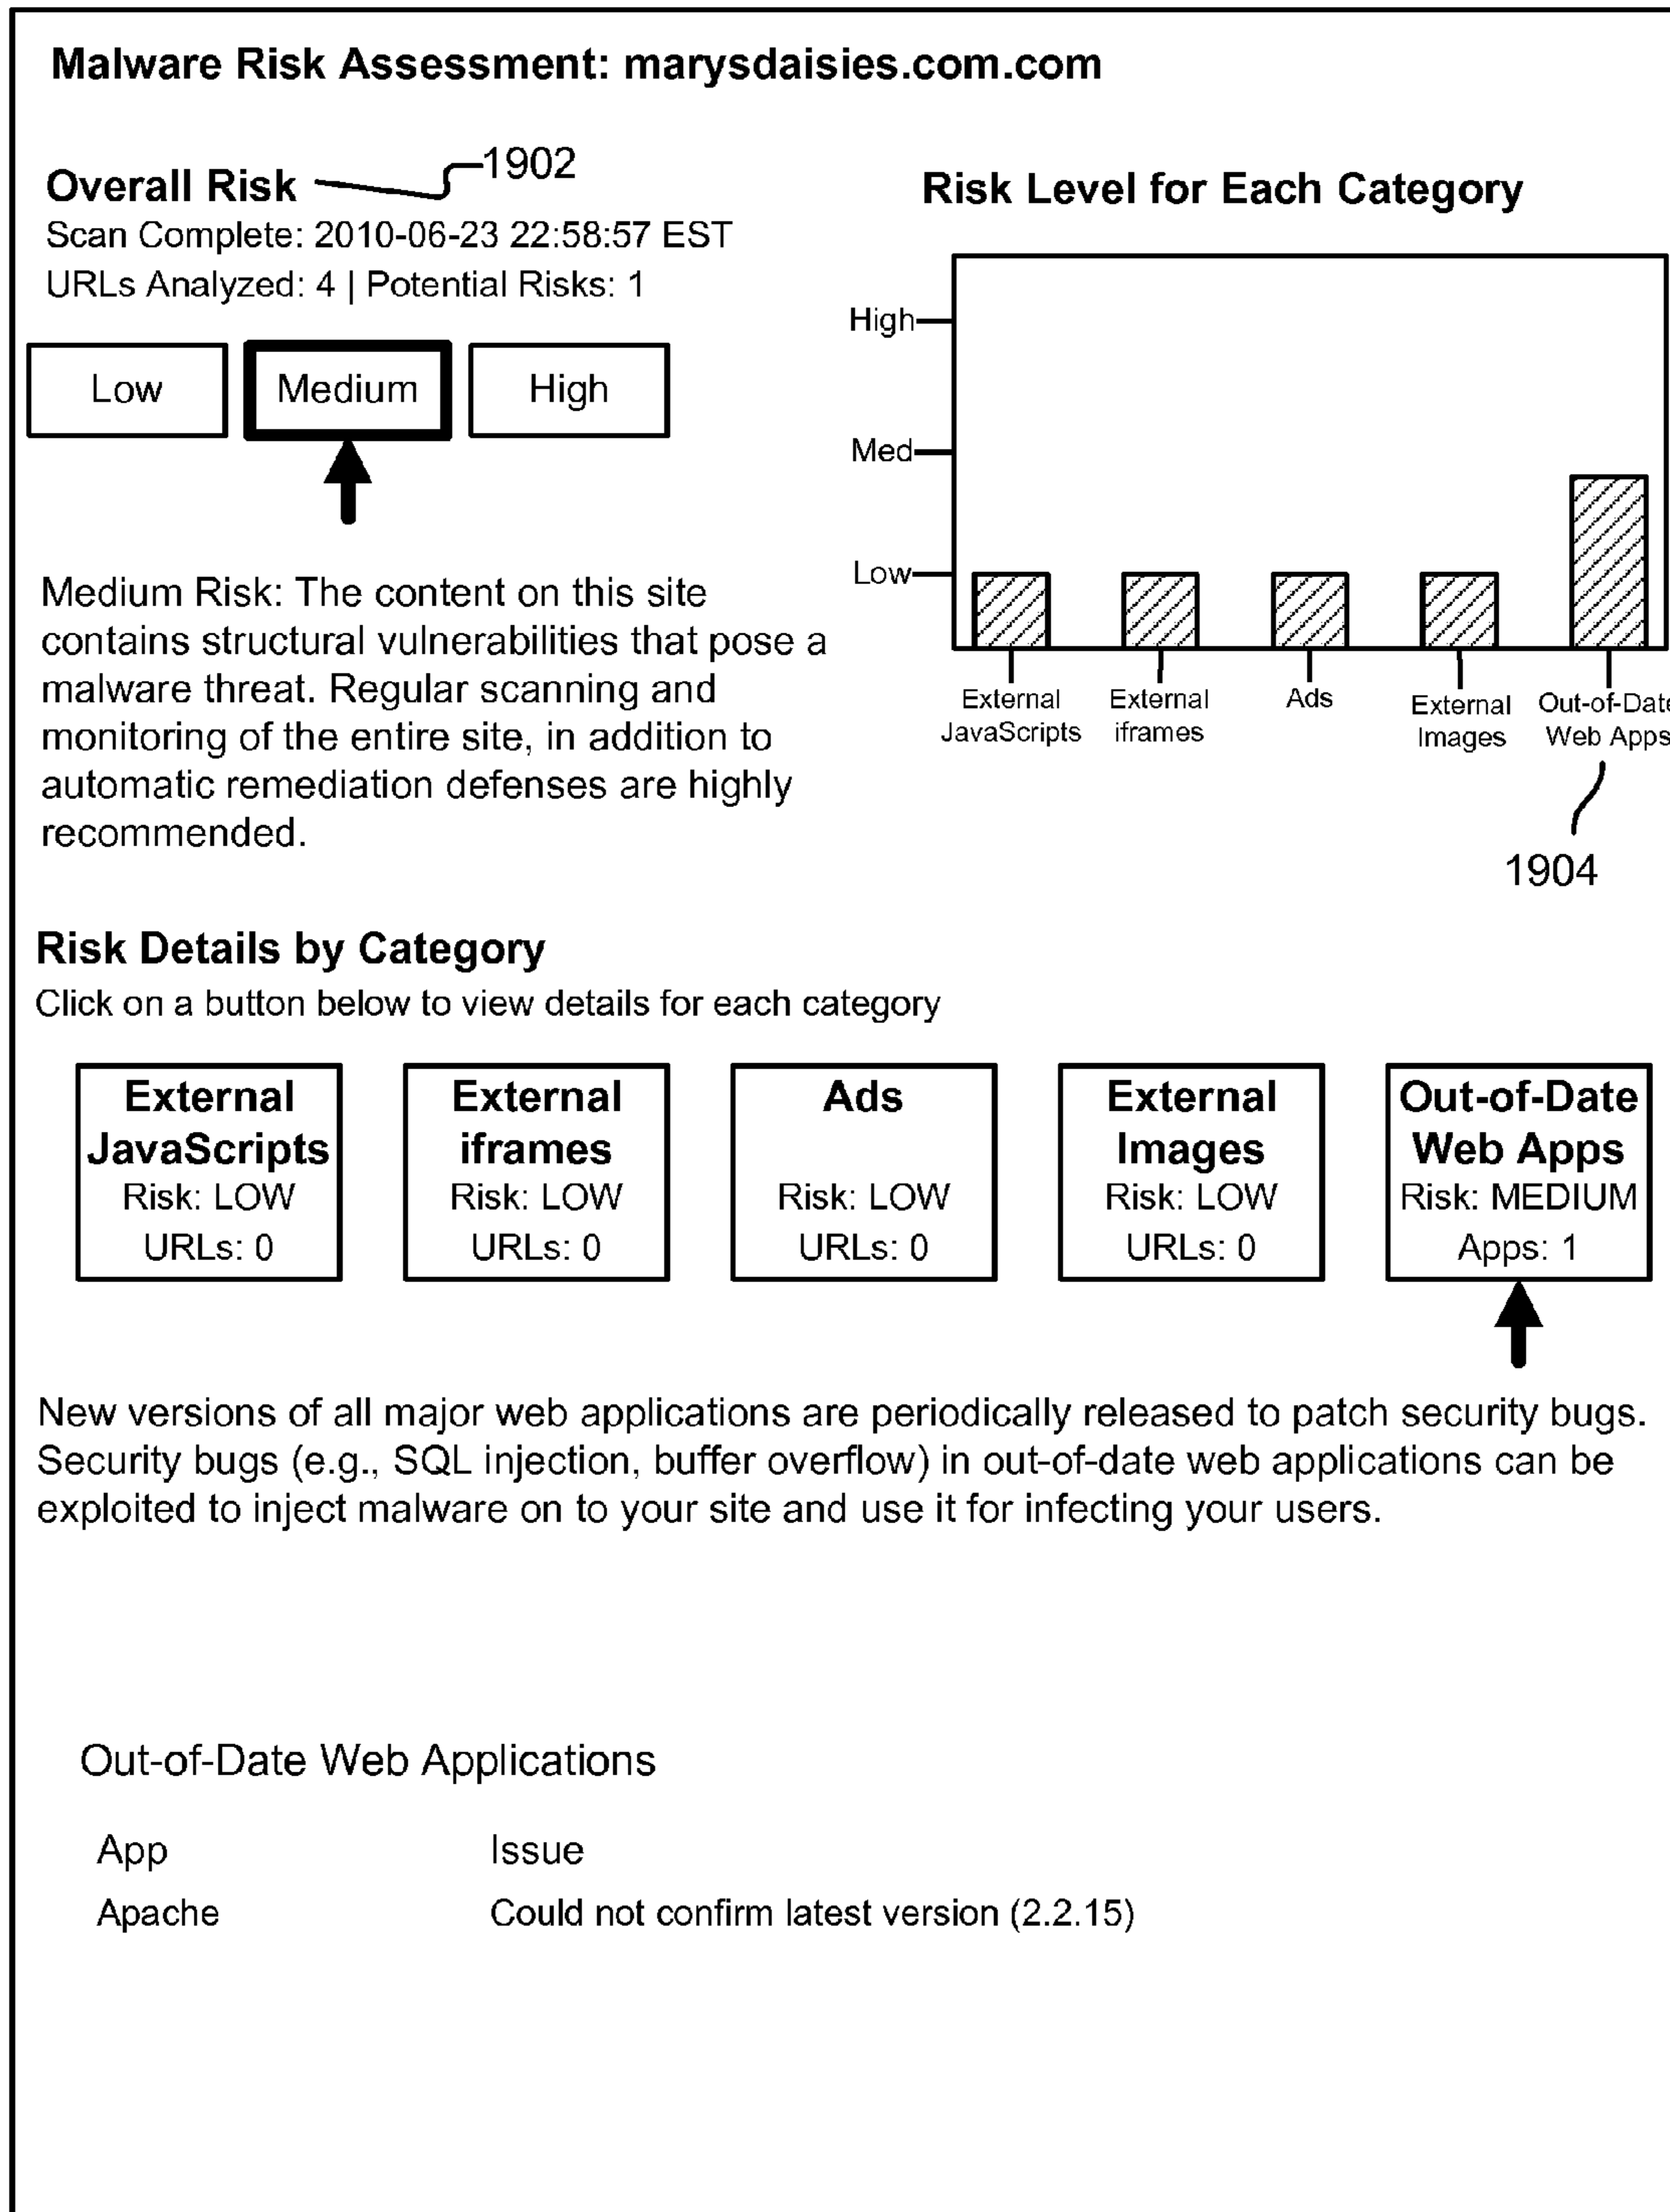 Malware Risk Assessment: marysdaisies.com.com
Overall Risk
1902
Scan Complete: 2010-06-23 22:58:57 EST
URLs Analyzed: 4 | Potential Risks: 1
Low
Medium
High
Medium Risk: The content on this site
contains structural vulnerabilities that pose a
malware threat. Regular scanning and
monitoring of the entire site, in addition to
automatic remediation defenses are highly
recommended.
Risk Level for Each Category
High
Med
Low
External
JavaScripts
External
iframes
Ads
External
Images
Out-of-Date
Web Apps
1904
Risk Details by Category
Click on a button below to view details for each category
External
JavaScripts
Risk: LOW
URLs: 0
External
iframes
Risk: LOW
URLs: 0
Ads
Risk: LOW
URLs: 0
External
Images
Risk: LOW
URLs: 0
Out-of-Date
Web Apps
Risk: MEDIUM
Apps: 1
New versions of all major web applications are periodically released to patch security bugs.
Security bugs (e.g., SQL injection, buffer overflow) in out-of-date web applications can be
exploited to inject malware on to your site and use it for infecting your users.
Out-of-Date Web Applications
App Issue
Apache Could not confirm latest version (2.2.15)